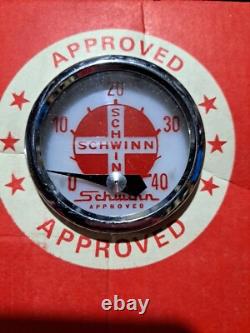 APPROVED
20
10 30
SCHWINN
SCHWINN
0 40
Schwinn
APPROVED
APPROVED
ebay